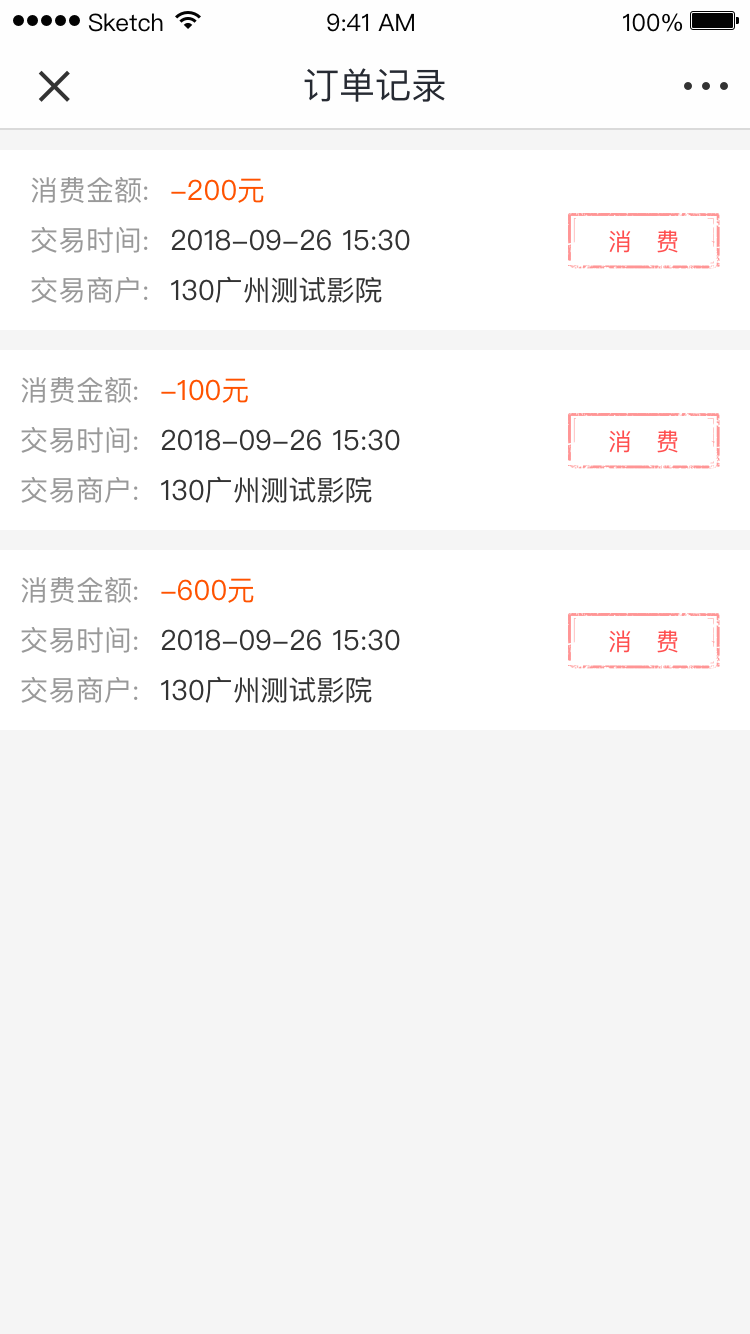 Sketch 9:41 AM 100%
订单记录
消费金额: -200元
交易时间: 2018-09-26 15:30
消 费
交易商户: 130广州测试影院
消费金额: -100元
交易时间: 2018-09-26 15:30
消 费
交易商户: 130广州测试影院
消费金额: -600元
交易时间: 2018-09-26 15:30
消 费
交易商户: 130广州测试影院